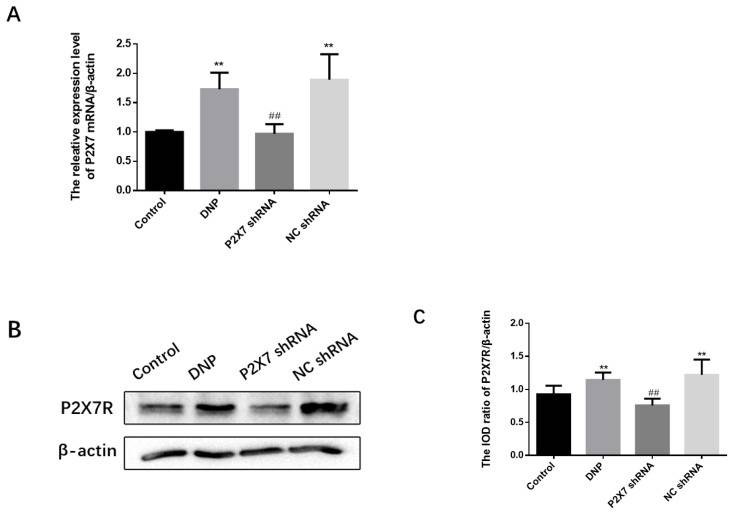 A
The releative expression level
of P2X7 mRNA/β-actin
2.5
2.0
1.5
1.0
0.5
0.0
**
##
**
Control
DNP
P2X7 shRNA
NC shRNA
B
Control
DNP
P2X7 shRNA
NC shRNA
P2X7R
β-actin
C
The IOD ratio of P2X7R/β-actin
2.0
1.5
1.0
0.5
0.0
**
##
**
Control
DNP
P2X7 shRNA
NC shRNA